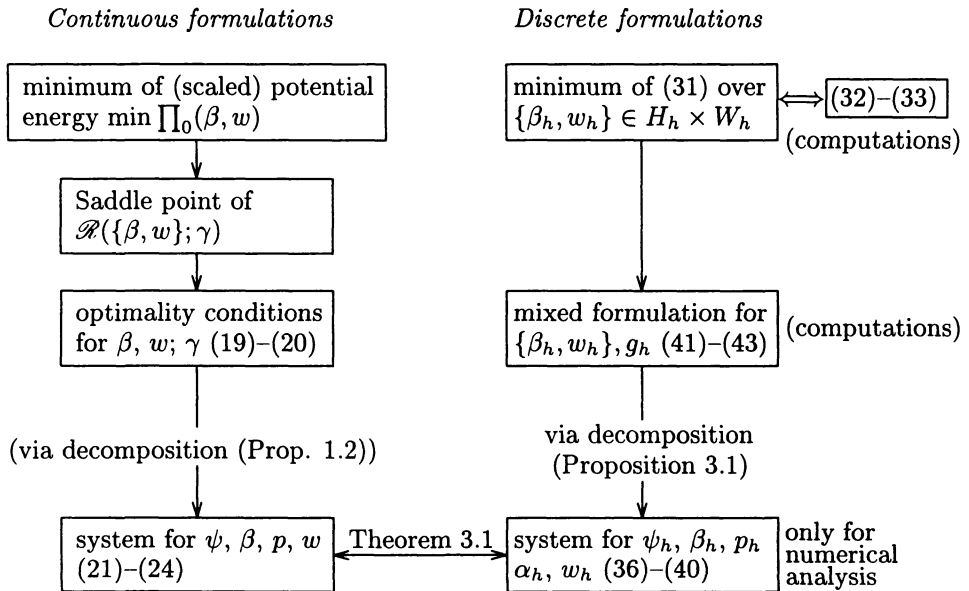 Continuous formulations
Discrete formulations
minimum of (scaled) potential
energy min ∏₀(β, w)
Saddle point of
ℛ({β, w}; γ)
optimality conditions
for β, w; γ (19)–(20)
(via decomposition (Prop. 1.2))
system for ψ, β, p, w
(21)–(24)
Theorem 3.1
minimum of (31) over
{βₕ, wₕ} ∈ Hₕ × Wₕ
⟺ (32)–(33)
(computations)
mixed formulation for
{βₕ, wₕ}, gₕ (41)–(43)
(computations)
via decomposition
(Proposition 3.1)
system for ψₕ, βₕ, pₕ
αₕ, wₕ (36)–(40)
only for
numerical
analysis